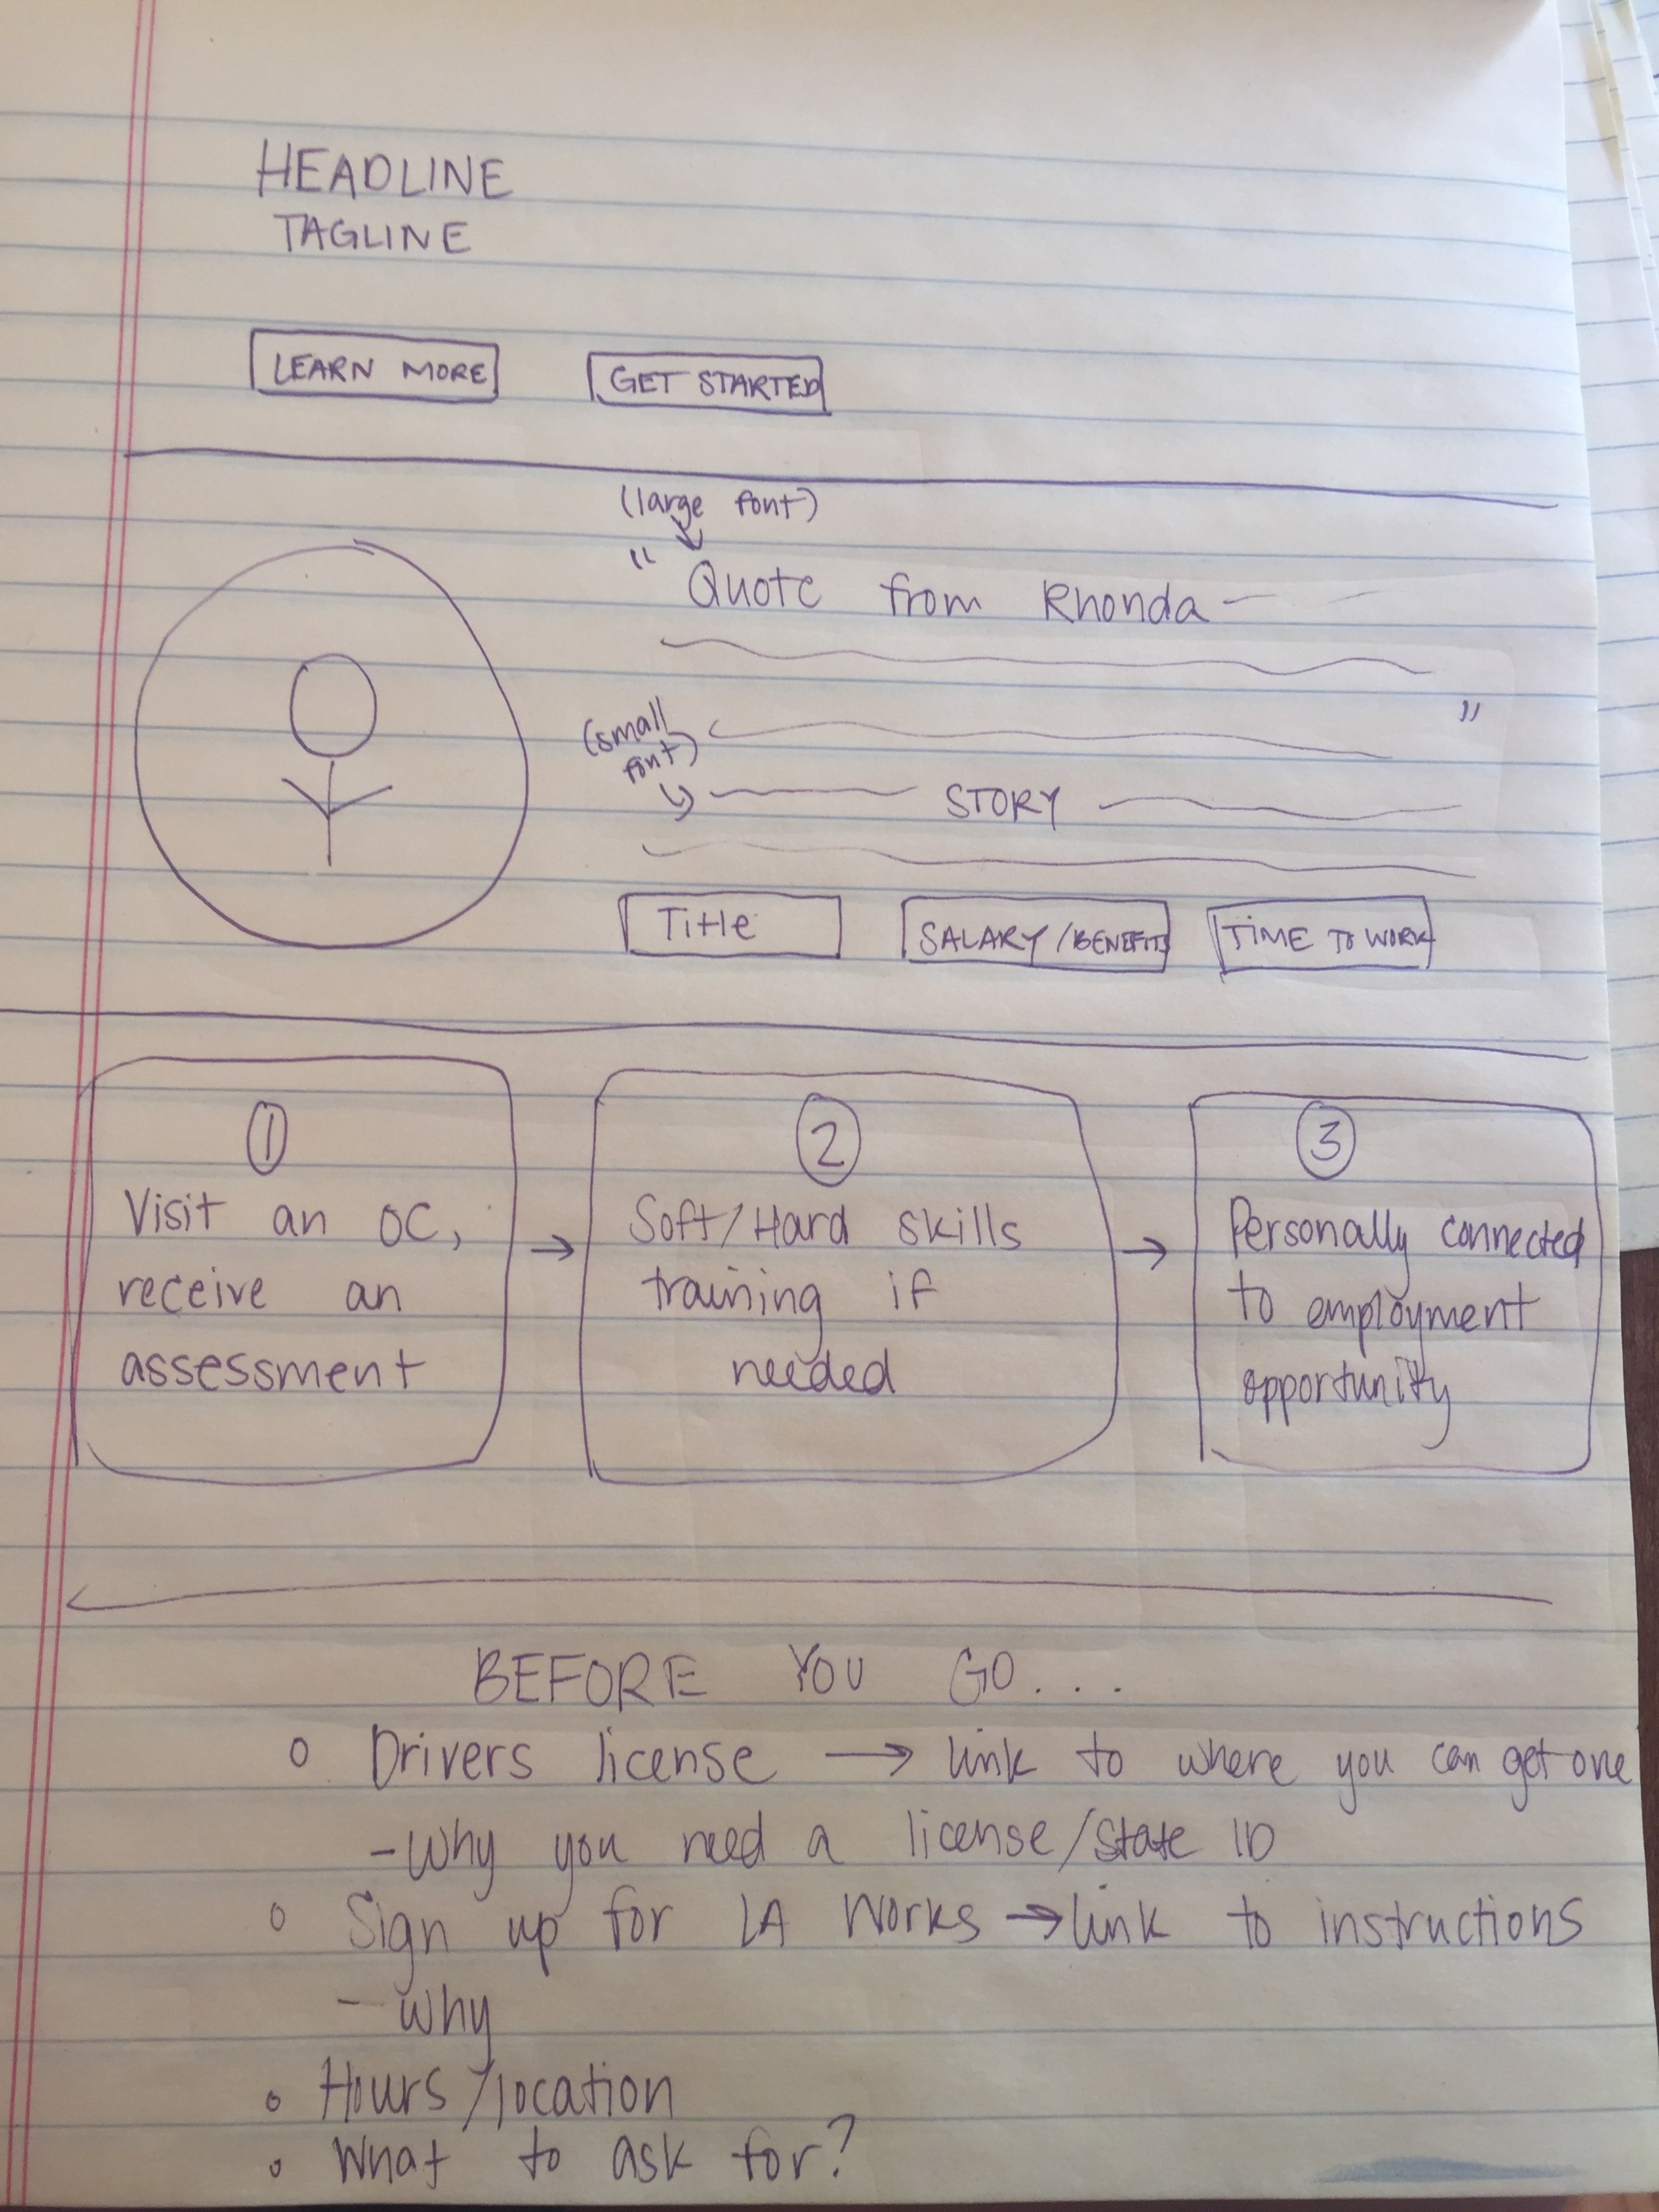 HEADLINE
TAGLINE
LEARN MORE GET STARTED
(large font)
" Quote from Rhonda
"
(small
font)
STORY
Title SALARY/BENEFITS TIME TO WORK
1
Visit an OC,
receive an
assessment
→
2
Soft/Hard skills
training if
needed
→
3
Personally connected
to employment
opportunity
BEFORE YOU GO...
o Drivers license → link to where you can get one
- Why you need a license/state ID
o Sign up for LA Works → link to instructions
- Why
o Hours/location
o What to ask for?